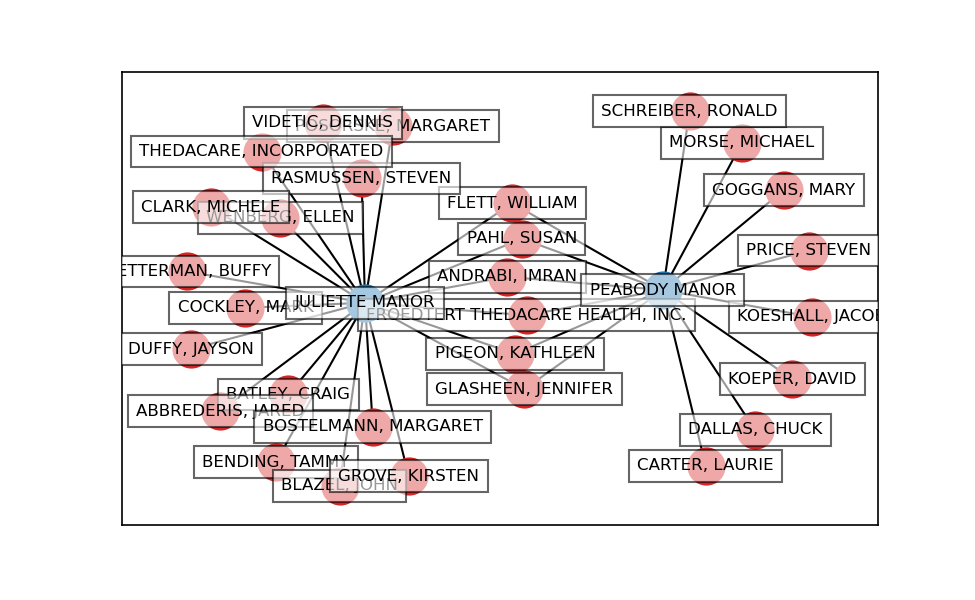 SCHREIBER, RONALD
VIDETIC, DENNIS
MARGARET
MORSE, MICHAEL
THEDACARE, INCORPORATED
RASMUSSEN, STEVEN
GOGGANS, MARY
FLETT, WILLIAM
CLARK, MICHELE
WENBERG, ELLEN
PAHL, SUSAN
PRICE, STEVEN
ETTERMAN, BUFFY
ANDRABI, IMRAN
PEABODY MANOR
JULIETTE MANOR
COCKLEY, MARK
FROEDTERT THEDACARE HEALTH, INC.
KOESHALL,
DUFFY, JAYSON
PIGEON, KATHLEEN
KOEPER, DAVID
GLASHEEN, JENNIFER
BATLEY, CRAIG
ABBREDERIS, JARED
BOSTELMANN, MARGARET
DALLAS, CHUCK
BENDING, TAMMY
CARTER, LAURIE
GROVE, KIRSTEN
BLAZEL, JOHN